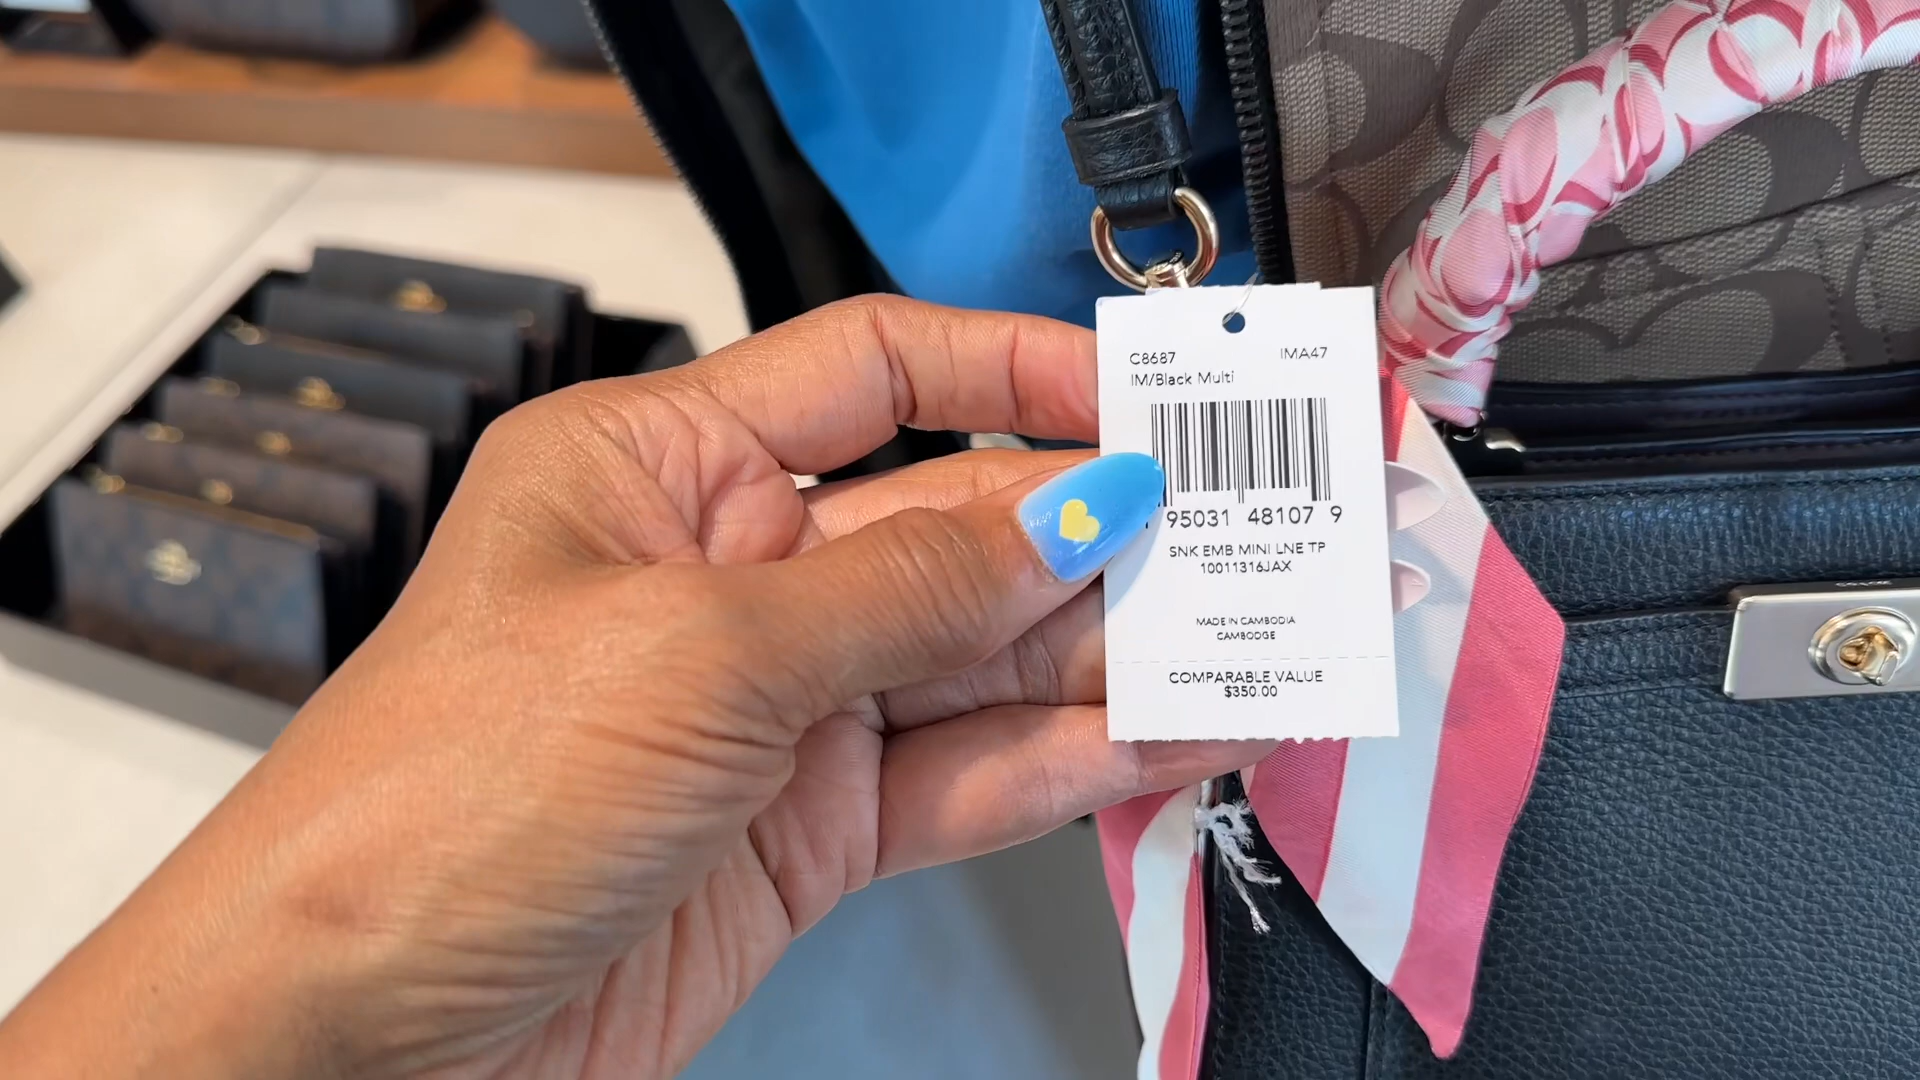 C8687 IMA47
IM/Black Multi
95031 48107 9
SNK EMB MINI LNE TP
10011316JAX
MADE IN CAMBODIA
CAMBODGE
COMPARABLE VALUE
$350.00